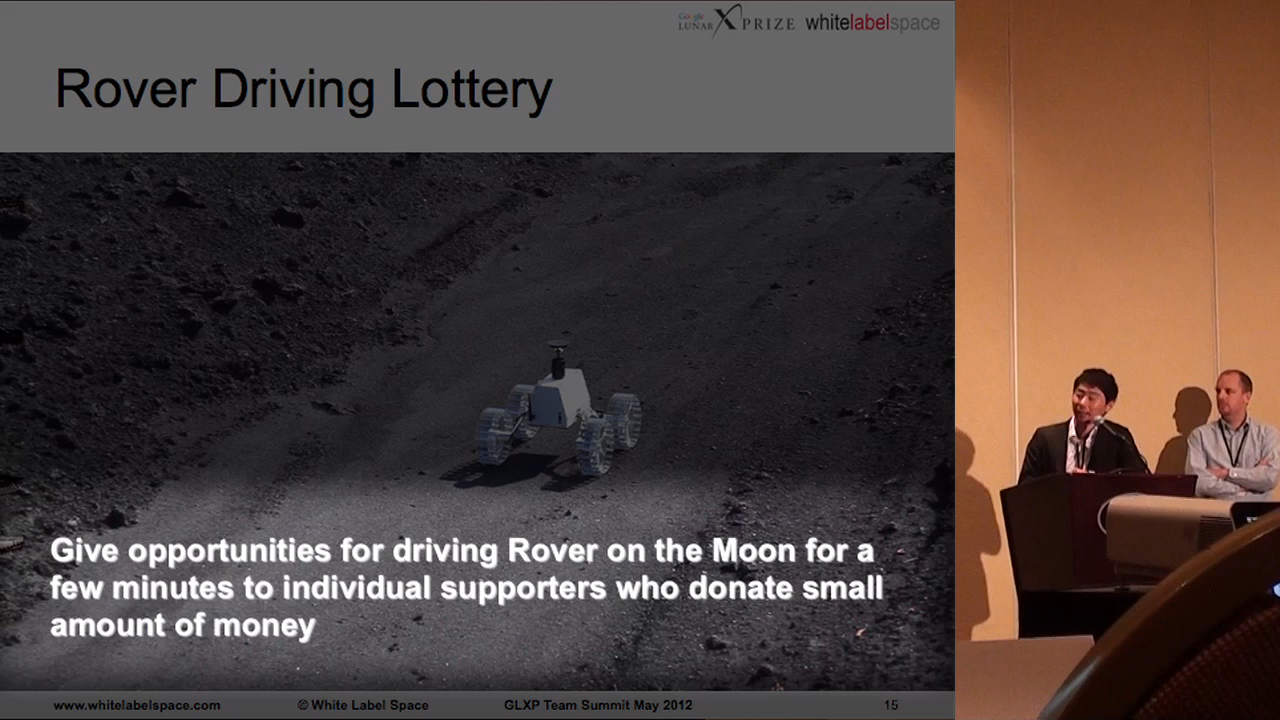 Google
LUNAR XPRIZE whitelabelspace
Rover Driving Lottery
Give opportunities for driving Rover on the Moon for a
few minutes to individual supporters who donate small
amount of money
www.whitelabelspace.com © White Label Space GLXP Team Summit May 2012 15